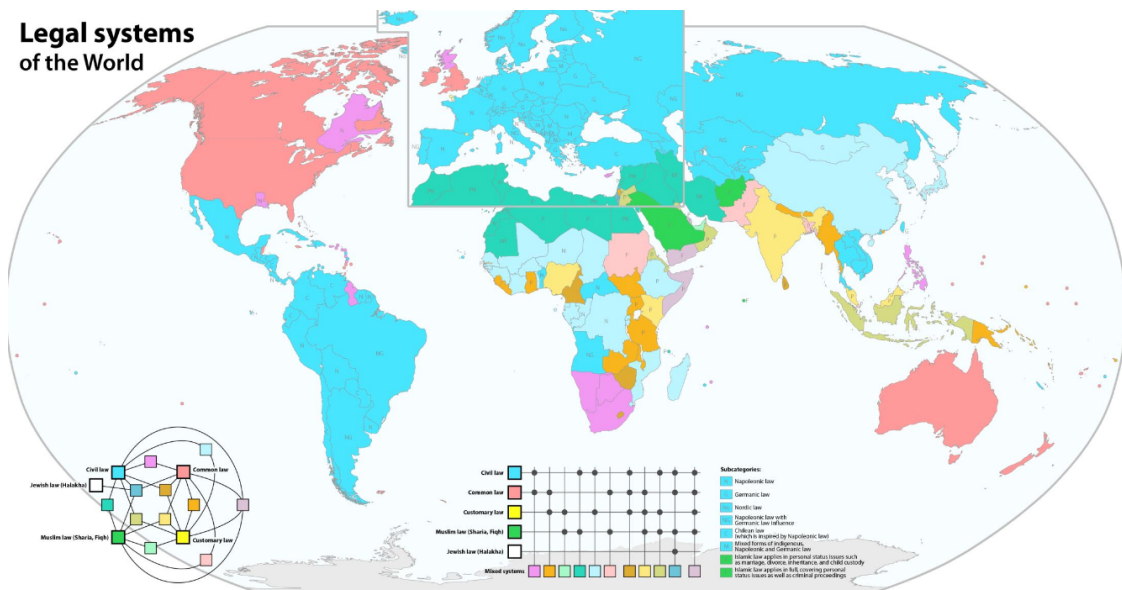 Legal systems
of the World
Civil law
Common law
Jewish law (Halakha)
Muslim law (Sharia, Fiqh)
Customary law
Civil law
Common law
Customary law
Muslim law (Sharia, Fiqh)
Jewish law (Halakha)
Mixed systems
Subcategories:
Napoleonic law
Germanic law
Nordic law
Napoleonic law with
Germanic law influence
Chilean law
(which is inspired by Napoleonic law)
Mixed forms of indigenous,
Napoleonic and Germanic law
Islamic law applies in personal status issues such
as marriage, divorce, inheritance, and child custody
Islamic law applies in full, covering personal
status issues as well as criminal proceedings